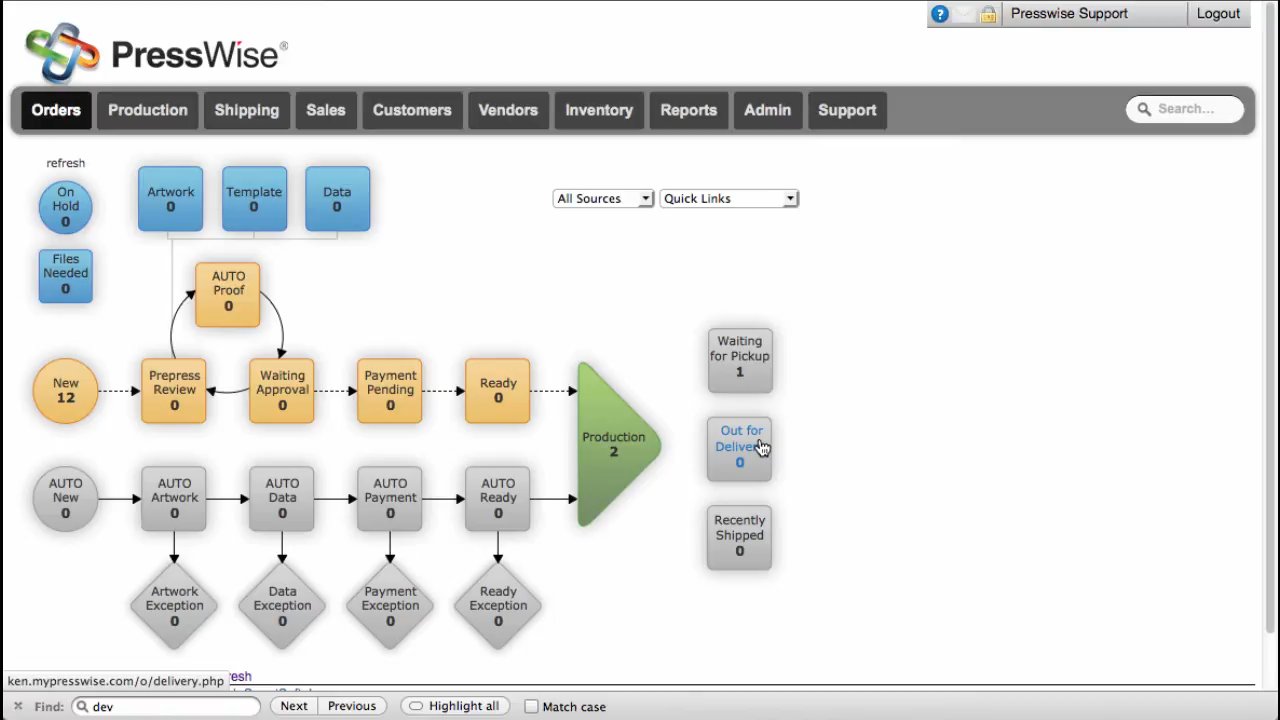 Presswise Support
Logout
PressWise®
Orders
Production
Shipping
Sales
Customers
Vendors
Inventory
Reports
Admin
Support
Search...
refresh
On
Hold
0
Artwork
0
Template
0
Data
0
All Sources
Quick Links
Files
Needed
0
AUTO
Proof
0
New
12
Prepress
Review
0
Waiting
Approval
0
Payment
Pending
0
Ready
0
Production
2
Waiting
for Pickup
1
Out for
Delivery
0
Recently
Shipped
0
AUTO
New
0
AUTO
Artwork
0
AUTO
Data
0
AUTO
Payment
0
AUTO
Ready
0
Artwork
Exception
0
Data
Exception
0
Payment
Exception
0
Ready
Exception
0
esh
ken.mypresswise.com/o/delivery.php
Find:
dev
Next
Previous
Highlight all
Match case